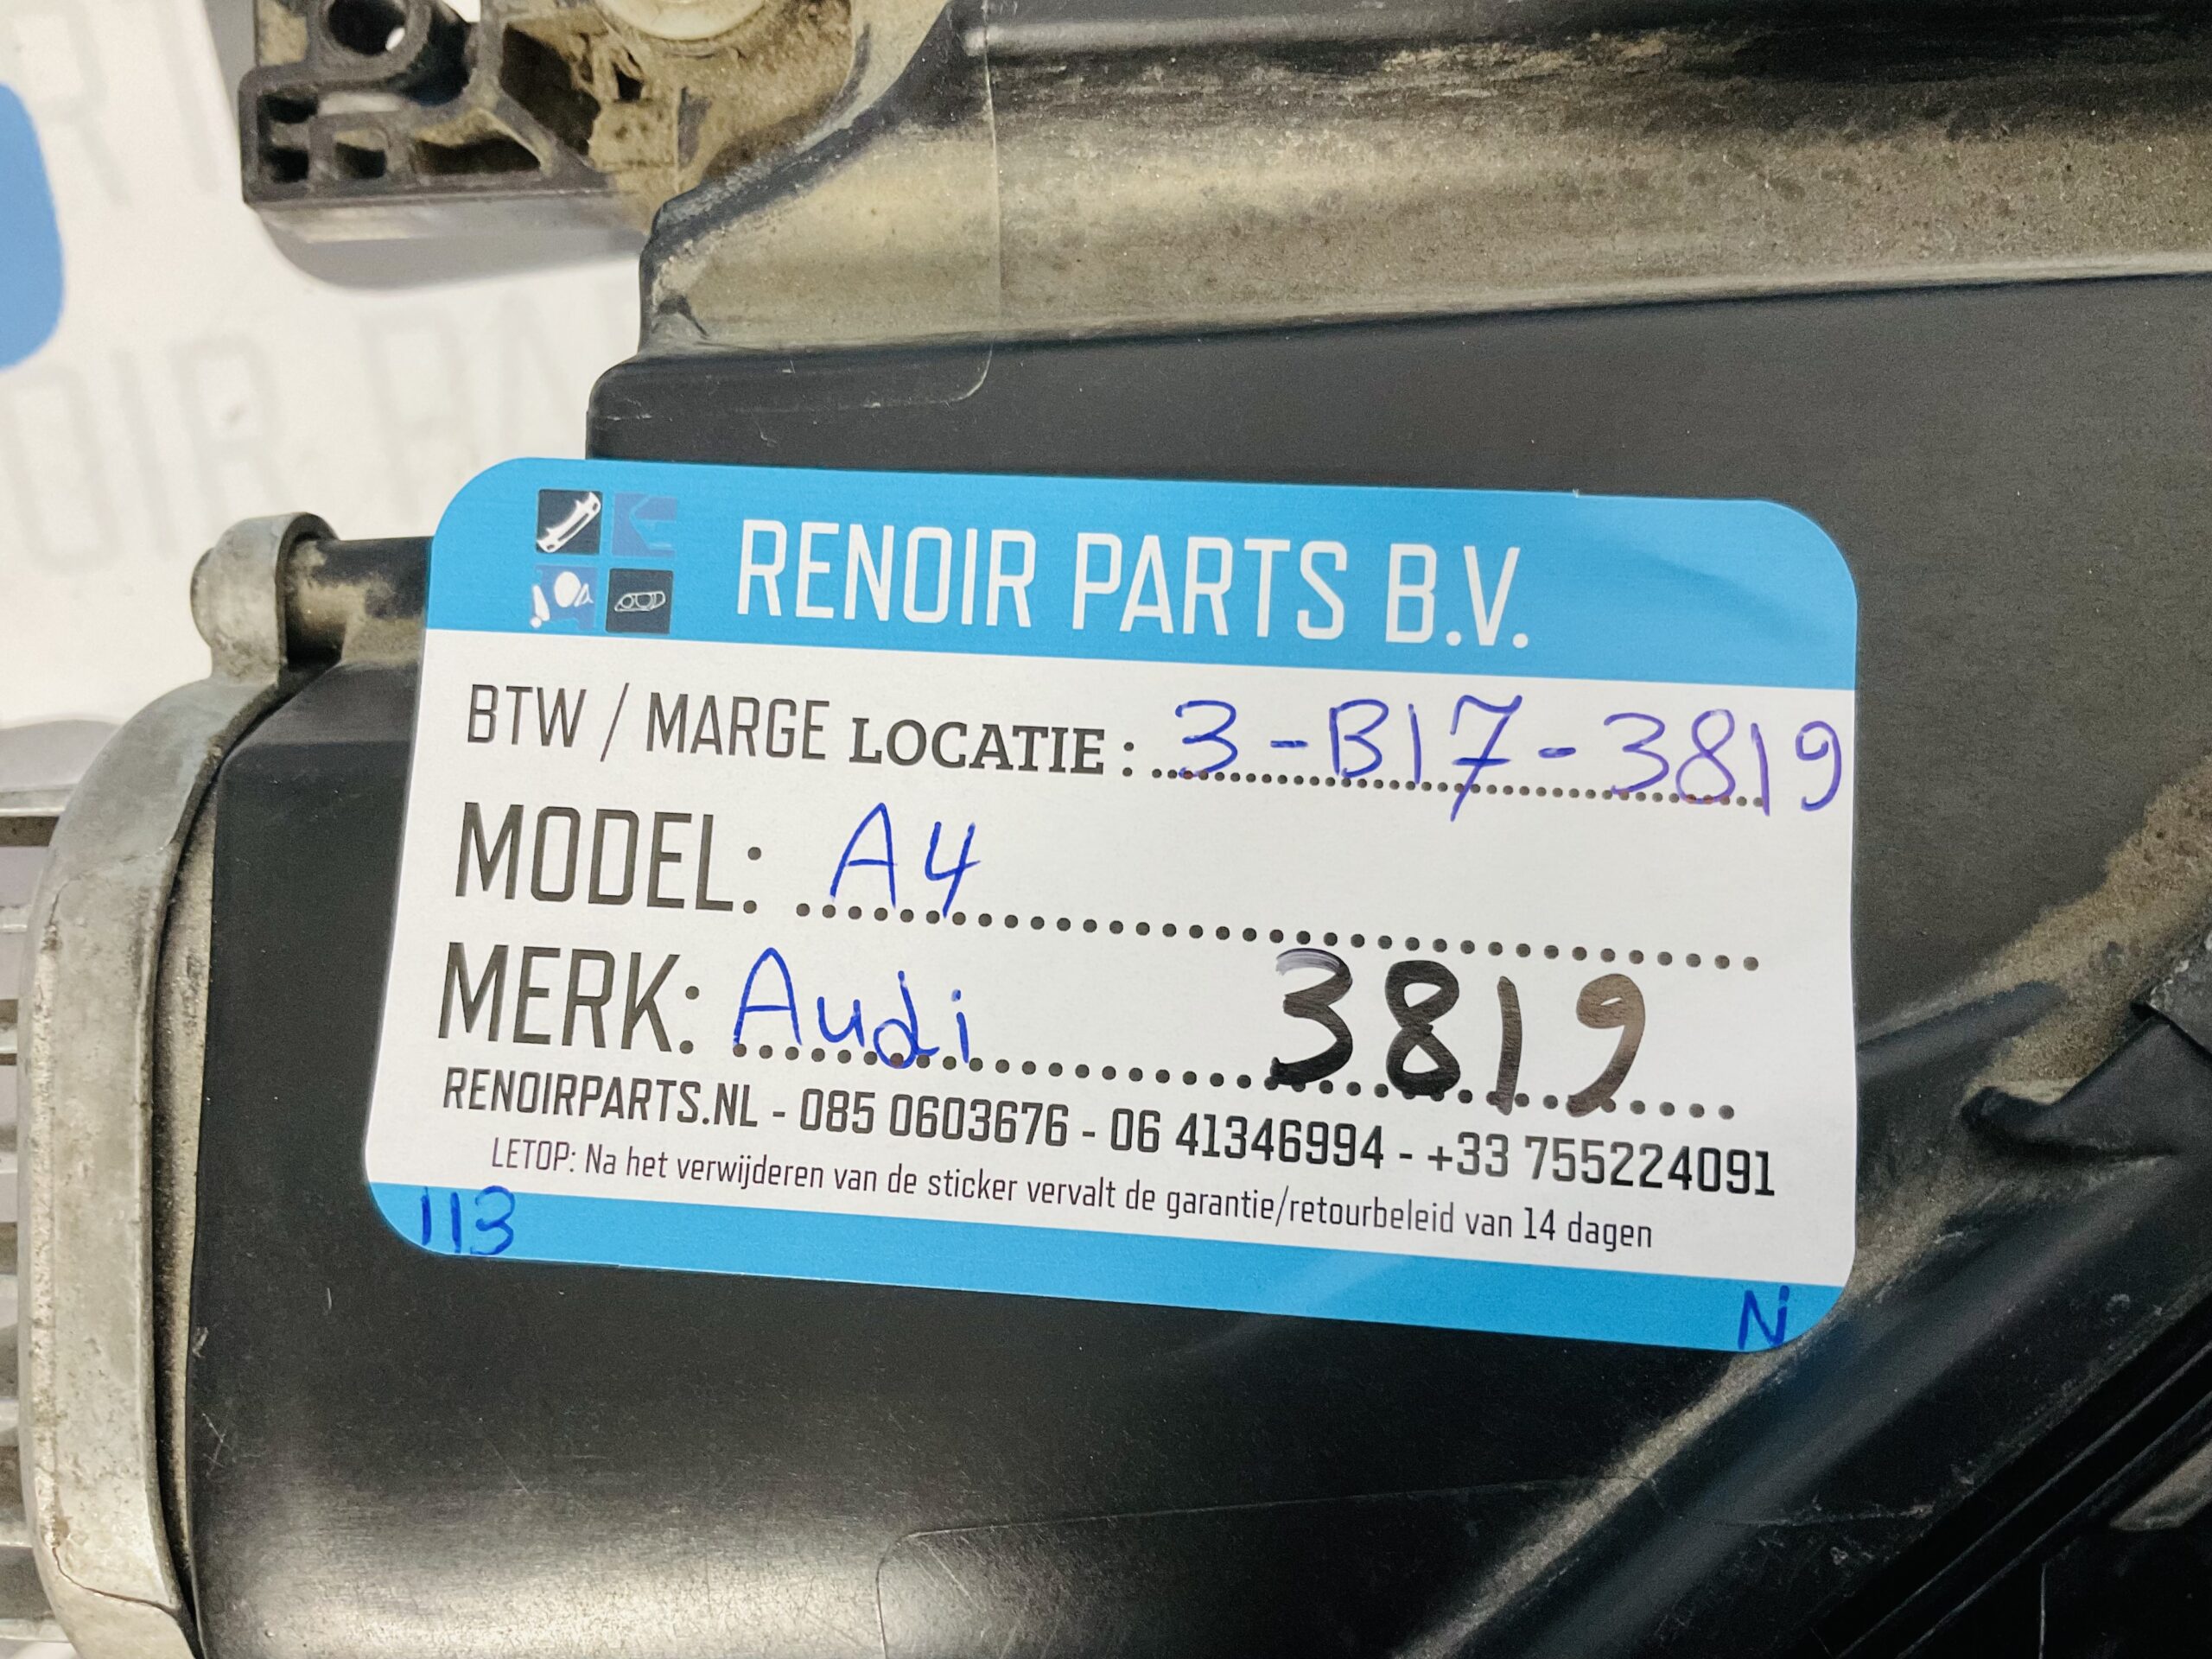 RENOIR PARTS B.V.
BTW / MARGE LOCATIE: 3-B17-3819
MODEL: A4
MERK: Audi 3819
RENOIRPARTS.NL - 085 0603676 - 06 41346994 - +33 755224091
LETOP: Na het verwijderen van de sticker vervalt de garantie/retourbeleid van 14 dagen
113
N